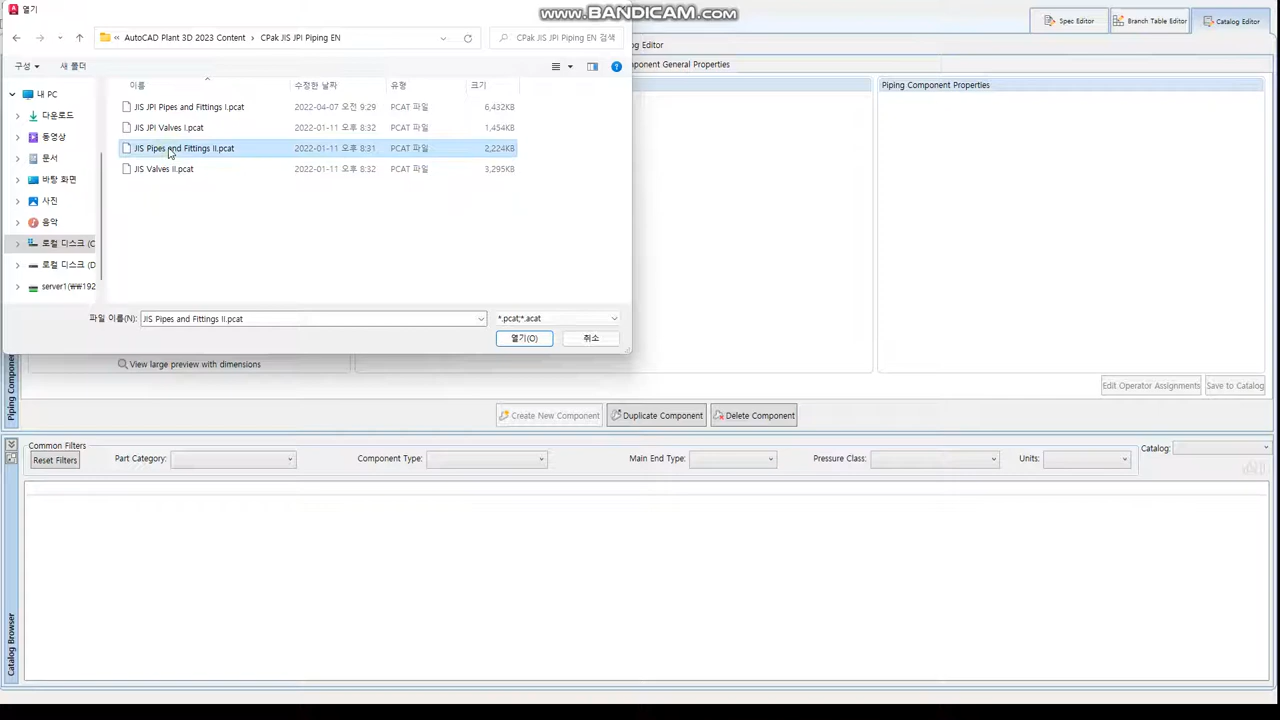 열기
www.BANDICAM.com
Spec Editor
Branch Table Editor
Catalog Editor
« AutoCAD Plant 3D 2023 Content > CPak JIS JPI Piping EN
CPak JIS JPI Piping EN 검색
log Editor
구성
새 폴더
mponent General Properties
이름
수정한 날짜
유형
크기
Piping Component Properties
내 PC
다운로드
동영상
문서
바탕 화면
사진
음악
로컬 디스크 (C
로컬 디스크 (D
server1(₩₩192
JIS JPI Pipes and Fittings I.pcat
2022-04-07 오전 9:29
PCAT 파일
6,432KB
JIS JPI Valves I.pcat
2022-01-11 오후 8:32
PCAT 파일
1,454KB
JIS Pipes and Fittings II.pcat
2022-01-11 오후 8:31
PCAT 파일
2,224KB
JIS Valves II.pcat
2022-01-11 오후 8:32
PCAT 파일
3,295KB
파일 이름(N):
JIS Pipes and Fittings II.pcat
*.pcat;*.acat
열기(O)
취소
View large preview with dimensions
Piping Compone
Edit Operator Assignments
Save to Catalog
Create New Component
Duplicate Component
Delete Component
Common Filters
Reset Filters
Part Category:
Component Type:
Main End Type:
Pressure Class:
Units:
Catalog:
Catalog Browser